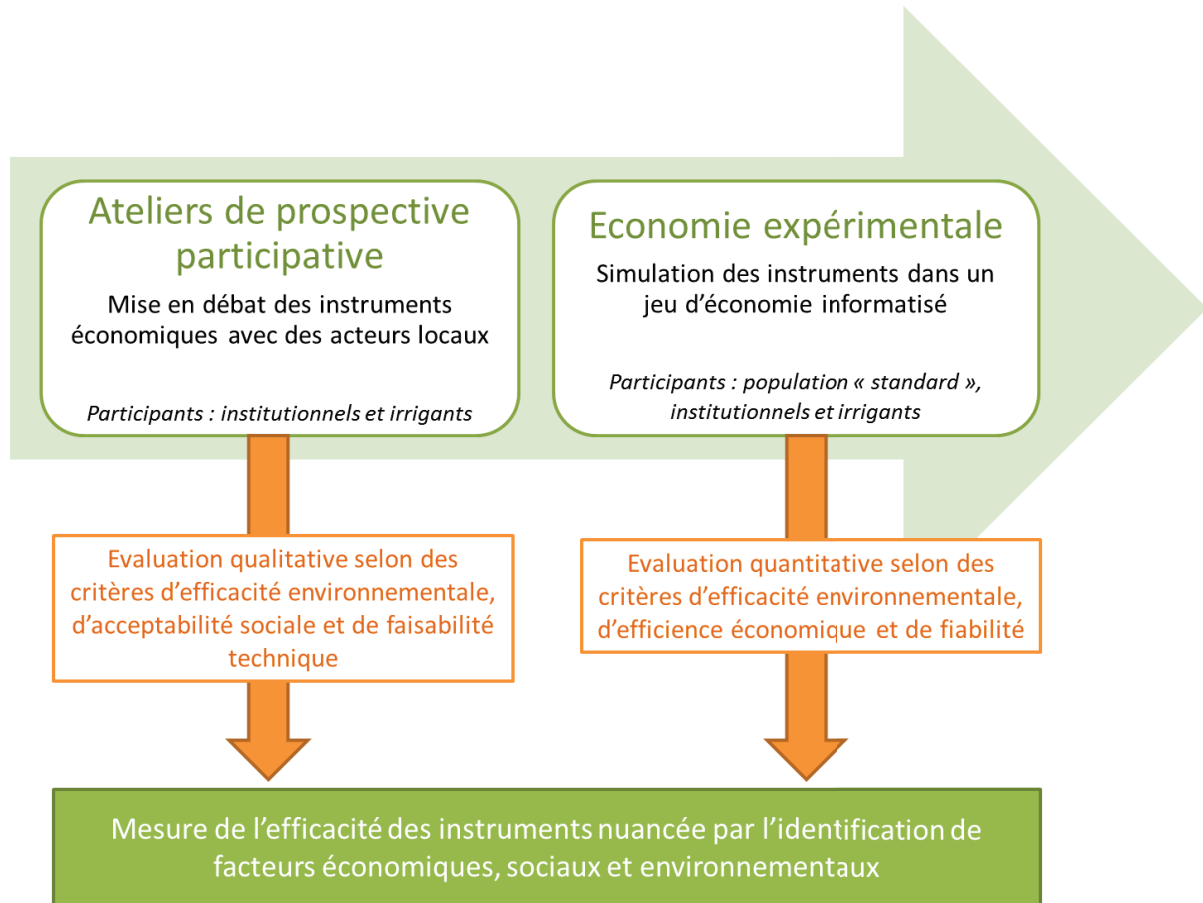 Ateliers de prospective
participative
Mise en débat des instruments
économiques avec des acteurs locaux
Participants : institutionnels et irrigants
Economie expérimentale
Simulation des instruments dans un
jeu d’économie informatisé
Participants : population « standard »,
institutionnels et irrigants
Evaluation qualitative selon des
critères d’efficacité environnementale,
d’acceptabilité sociale et de faisabilité
technique
Evaluation quantitative selon des
critères d’efficacité environnementale,
d’efficience économique et de fiabilité
Mesure de l’efficacité des instruments nuancée par l’identification de
facteurs économiques, sociaux et environnementaux